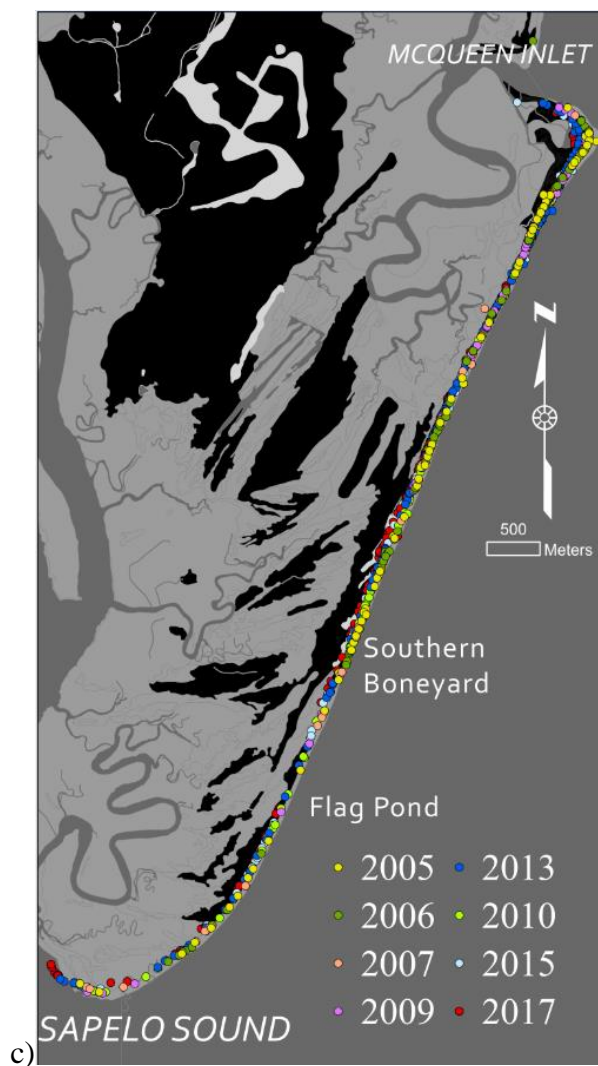 MCQUEEN INLET
N
500
Meters
Southern
Boneyard
Flag Pond
2005 2013
2006 2010
2007 2015
2009 2017
SAPELO SOUND
c)